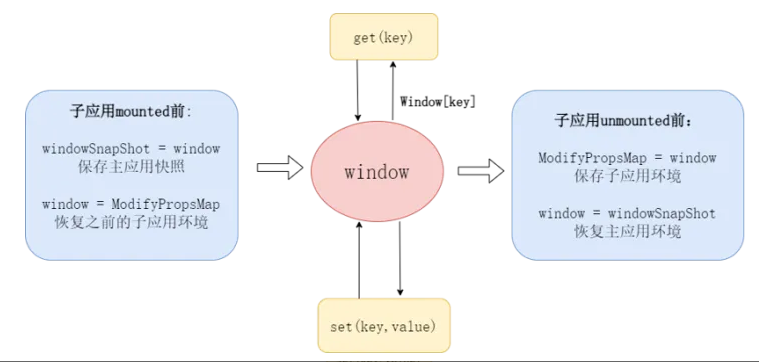 get(key)
Window[key]
子应用mounted前:
windowSnapShot = window
保存主应用快照
window = ModifyPropsMap
恢复之前的子应用环境
window
子应用unmounted前：
ModifyPropsMap = window
保存子应用环境
window = windowSnapShot
恢复主应用环境
set(key,value)